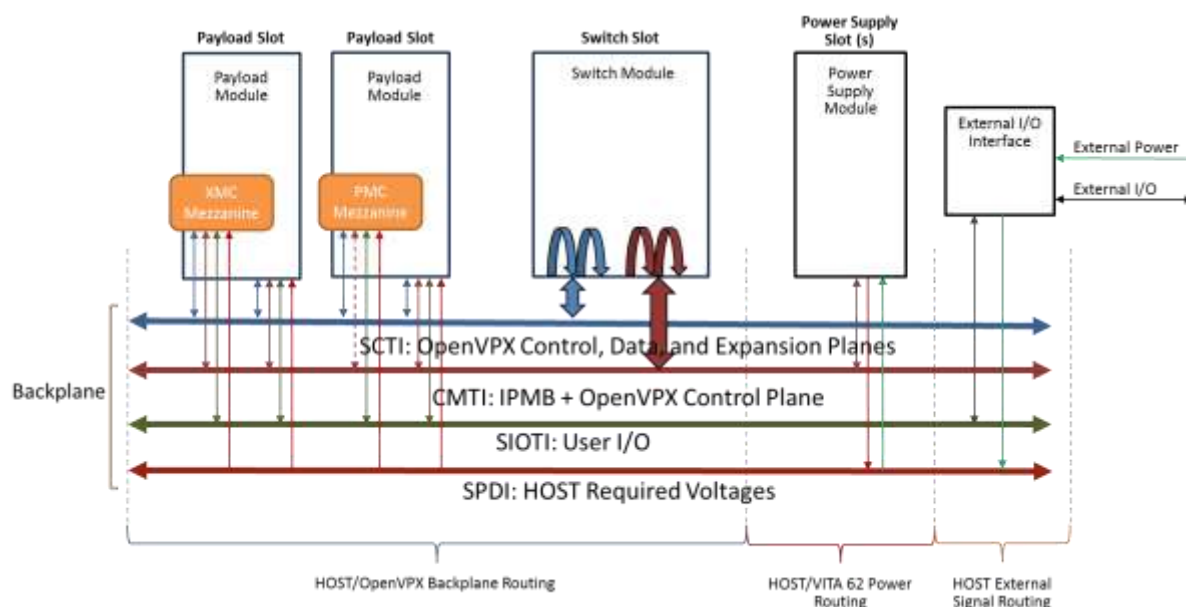 Payload Slot
Payload Slot
Switch Slot
Power Supply
Slot (s)
Payload
Module
Payload
Module
Switch Module
Power
Supply
Module
External I/O
Interface
External Power
External I/O
XMC
Mezzanine
PMC
Mezzanine
SCTI: OpenVPX Control, Data, and Expansion Planes
Backplane
CMTI: IPMB + OpenVPX Control Plane
SIOTI: User I/O
SPDI: HOST Required Voltages
HOST/OpenVPX Backplane Routing
HOST/VITA 62 Power
Routing
HOST External
Signal Routing